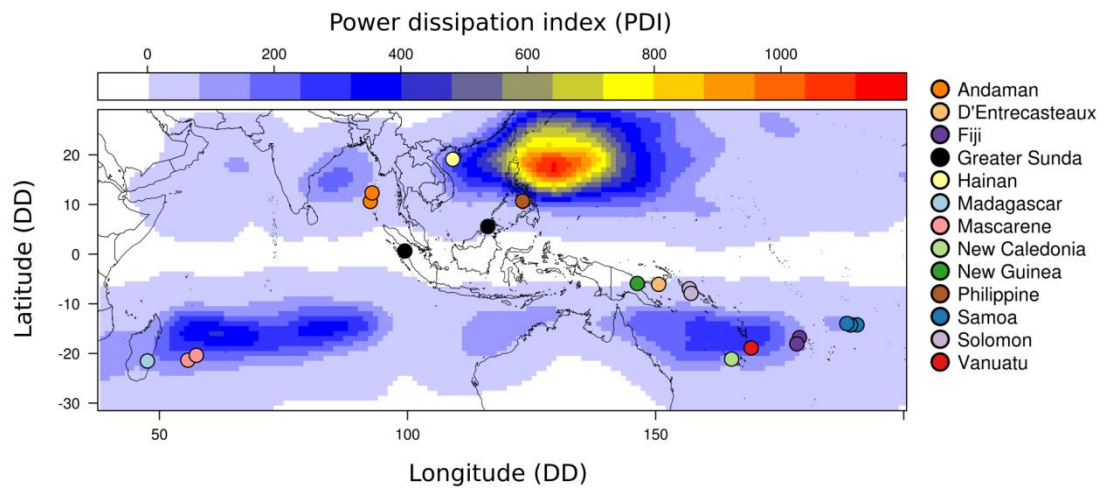 Power dissipation index (PDI)
0 200 400 600 800 1000
Latitude (DD)
20
10
0
-10
-20
-30
50 100 150
Longitude (DD)
Andaman
D'Entrecasteaux
Fiji
Greater Sunda
Hainan
Madagascar
Mascarene
New Caledonia
New Guinea
Philippine
Samoa
Solomon
Vanuatu